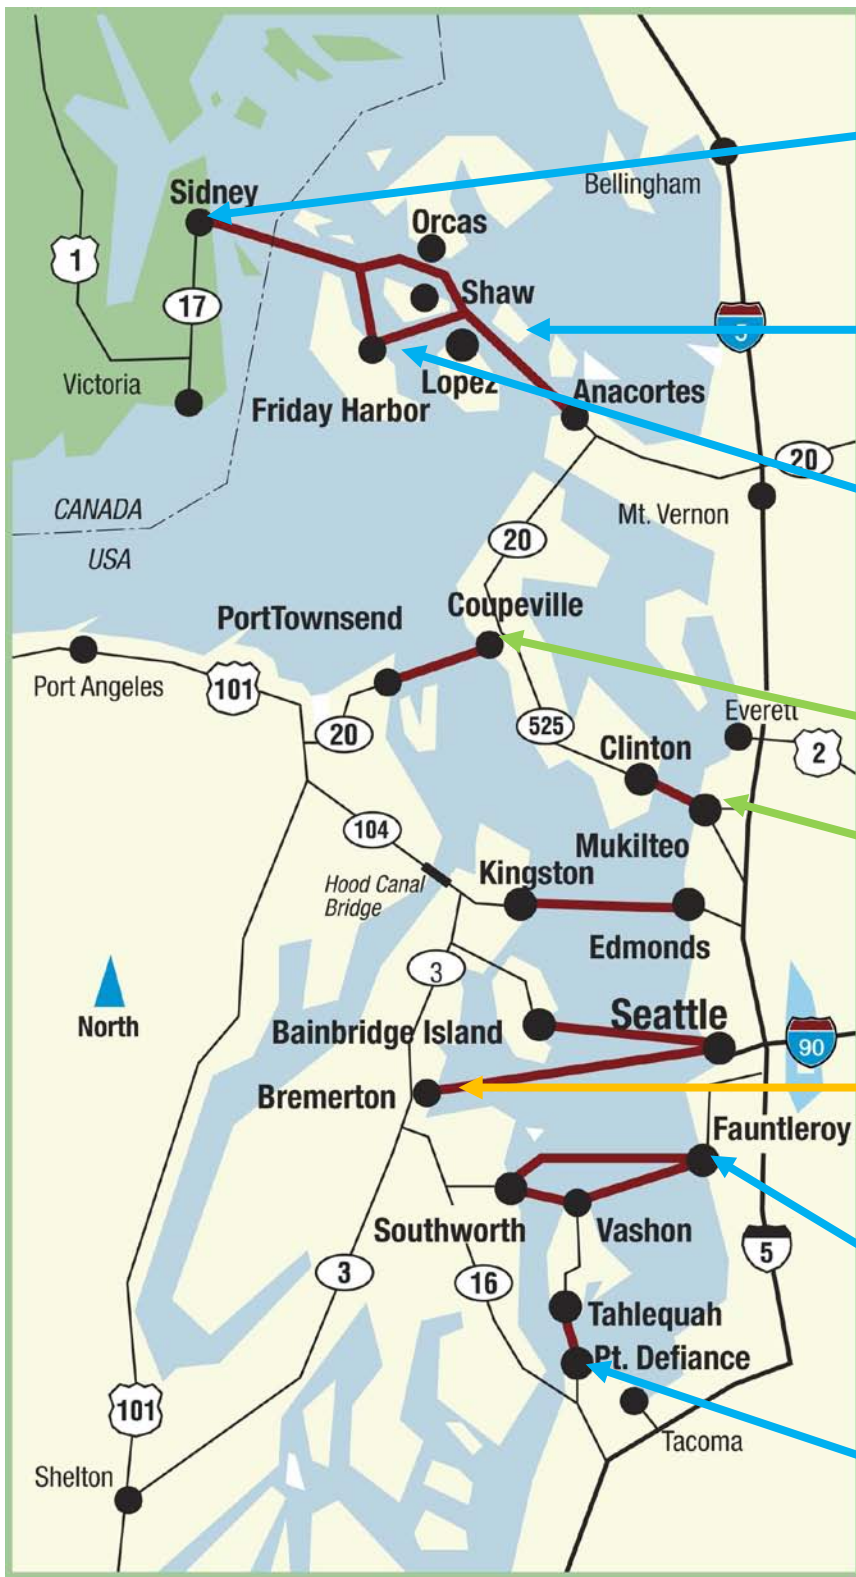 Bellingham
Sidney
Orcas
1
Shaw
17
5
Lopez
Victoria
Anacortes
Friday Harbor
20
CANADA
Mt. Vernon
20
USA
Coupeville
PortTownsend
Port Angeles
101
Everett
525
20
2
Clinton
104
Mukilteo
Kingston
Hood Canal
Bridge
Edmonds
3
North
Seattle
Bainbridge Island
90
Bremerton
Fauntleroy
Southworth
Vashon
5
3
16
Tahlequah
Pt. Defiance
101
Tacoma
Shelton